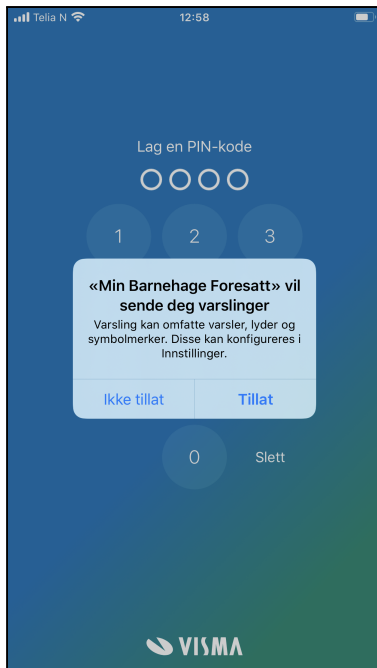 Telia N 12:58
Lag en PIN-kode
1 2 3
«Min Barnehage Foresatt» vil
sende deg varslinger
Varsling kan omfatte varsler, lyder og
symbolmerker. Disse kan konfigureres i
Innstillinger.
Ikke tillat Tillat
0 Slett
VISMA